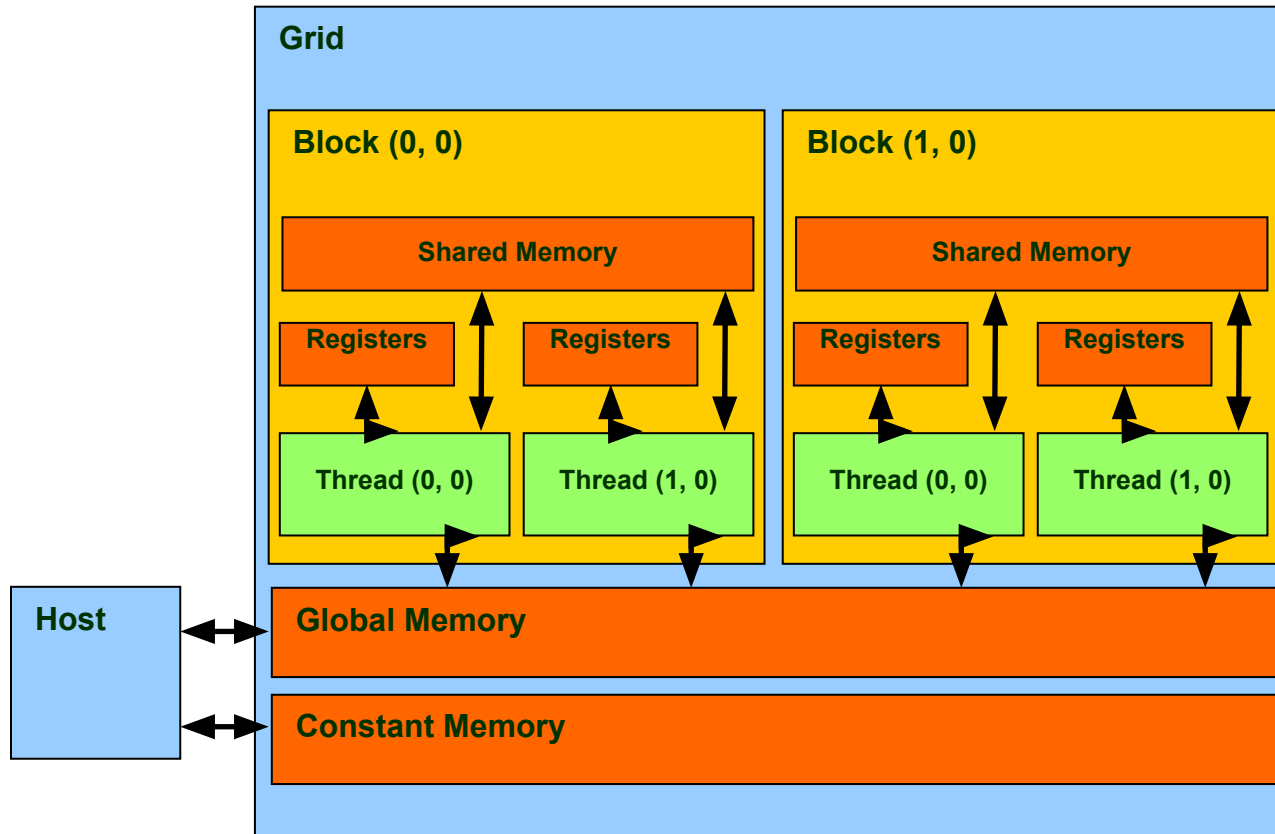 Grid
Block (0, 0)
Block (1, 0)
Shared Memory
Shared Memory
Registers
Registers
Registers
Registers
Thread (0, 0)
Thread (1, 0)
Thread (0, 0)
Thread (1, 0)
Host
Global Memory
Constant Memory